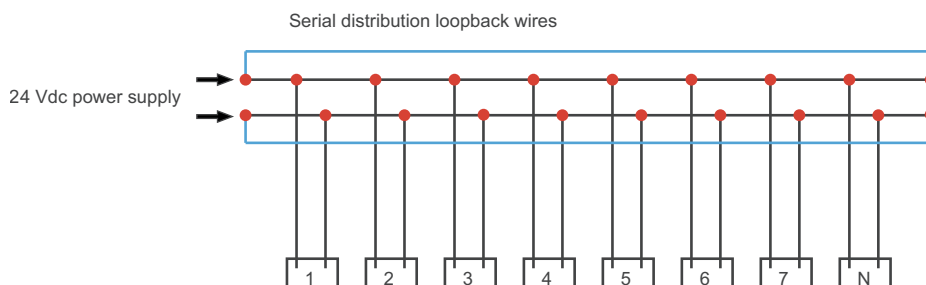 Serial distribution loopback wires
24 Vdc power supply
1 2 3 4 5 6 7 N